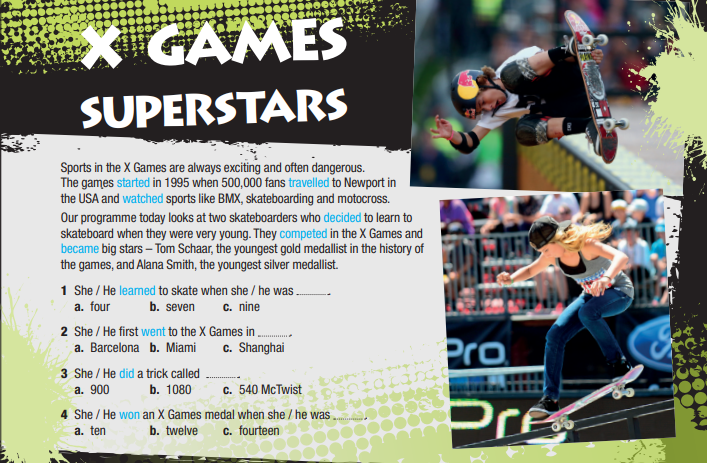 X GAMES
SUPERSTARS
Sports in the X Games are always exciting and often dangerous.
The games started in 1995 when 500,000 fans travelled to Newport in
the USA and watched sports like BMX, skateboarding and motocross.
Our programme today looks at two skateboarders who decided to learn to
skateboard when they were very young. They competed in the X Games and
became big stars – Tom Schaar, the youngest gold medallist in the history of
the games, and Alana Smith, the youngest silver medallist.
1 She / He learned to skate when she / he was ............ .
a. four b. seven c. nine
2 She / He first went to the X Games in ............ .
a. Barcelona b. Miami c. Shanghai
3 She / He did a trick called ............ .
a. 900 b. 1080 c. 540 McTwist
4 She / He won an X Games medal when she / he was ............ .
a. ten b. twelve c. fourteen
Pro.
Pro